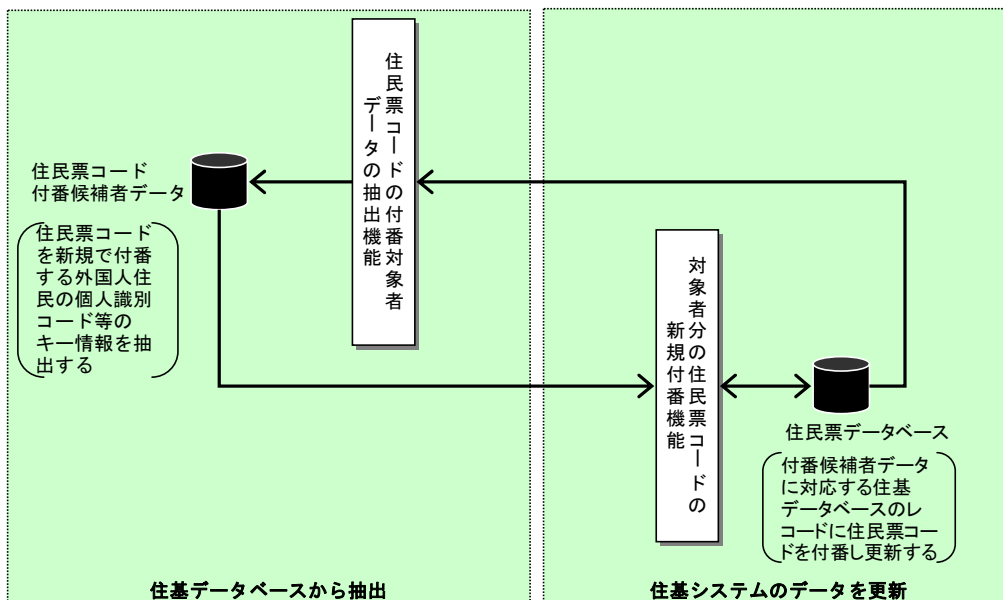 住民票コードの付番対象者
データの抽出機能
住民票コード
付番候補者データ
住民票コード
を新規で付番
する外国人住
民の個人識別
コード等の
キー情報を抽
出する
住基データベースから抽出
対象者分の住民票コードの
新規付番機能
住民票データベース
付番候補者データ
に対応する住基
データベースのレ
コードに住民票コー
ドを付番し更新する
住基システムのデータを更新